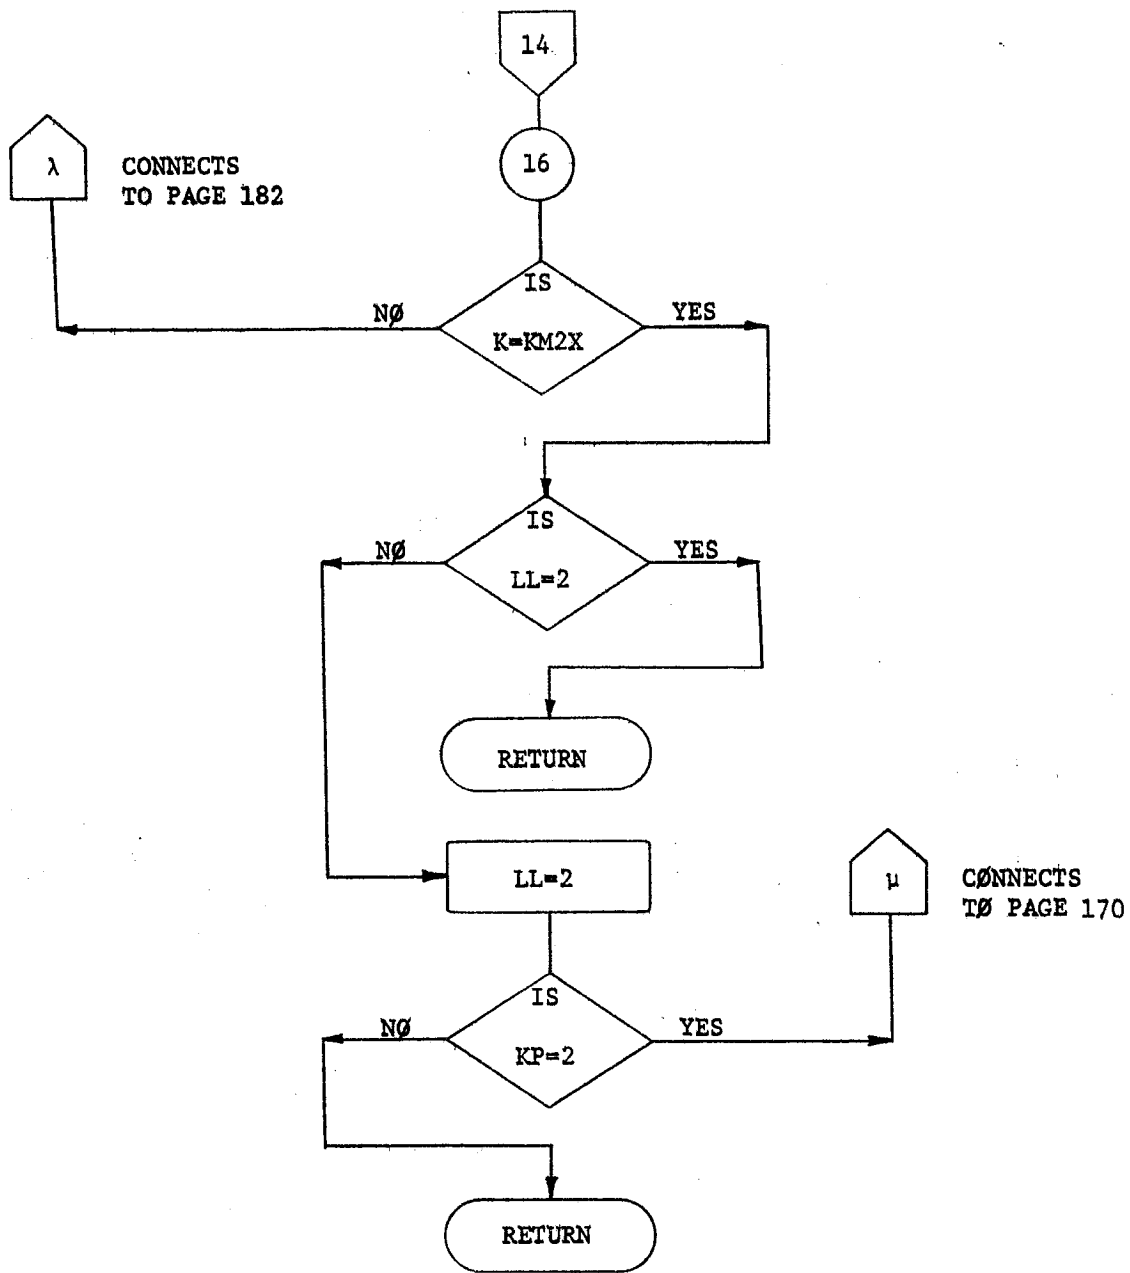 14
16
λ
CONNECTS
TO PAGE 182
IS
K=KM2X
NØ
YES
IS
LL=2
NØ
YES
RETURN
LL=2
μ
CØNNECTS
TØ PAGE 170
IS
KP=2
NØ
YES
RETURN